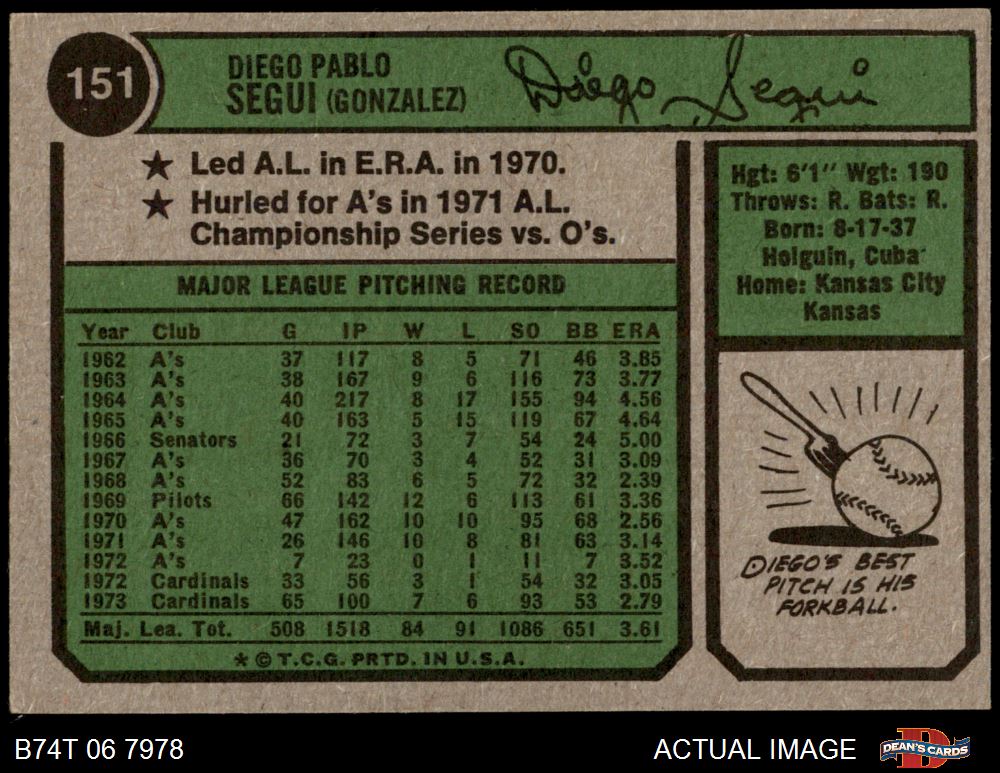 151
DIEGO PABLO
SEGUI (GONZALEZ)
Diego Segui
★ Led A.L. in E.R.A. in 1970.
★ Hurled for A's in 1971 A.L.
Championship Series vs. O's.
MAJOR LEAGUE PITCHING RECORD
Year Club G IP W L SO BB ERA
1962 A's 37 117 8 5 71 46 3.85
1963 A's 38 167 9 6 116 73 3.77
1964 A's 40 217 8 17 155 94 4.56
1965 A's 40 163 5 15 119 67 4.64
1966 Senators 21 72 3 7 54 24 5.00
1967 A's 36 70 3 4 52 31 3.09
1968 A's 52 83 6 5 72 32 2.39
1969 Pilots 66 142 12 6 113 61 3.36
1970 A's 47 162 10 10 95 68 2.56
1971 A's 26 146 10 8 81 63 3.14
1972 A's 7 23 0 1 11 7 3.52
1972 Cardinals 33 56 3 1 54 32 3.05
1973 Cardinals 65 100 7 6 93 53 2.79
Maj. Lea. Tot. 508 1518 84 91 1086 651 3.61
★ © T.C.G. PRTD. IN U.S.A.
Hgt: 6'1" Wgt: 190
Throws: R. Bats: R.
Born: 8-17-37
Holguin, Cuba
Home: Kansas City
Kansas
DIEGO'S BEST
PITCH IS HIS
FORKBALL.
B74T 06 7978
ACTUAL IMAGE
DEAN'S CARDS